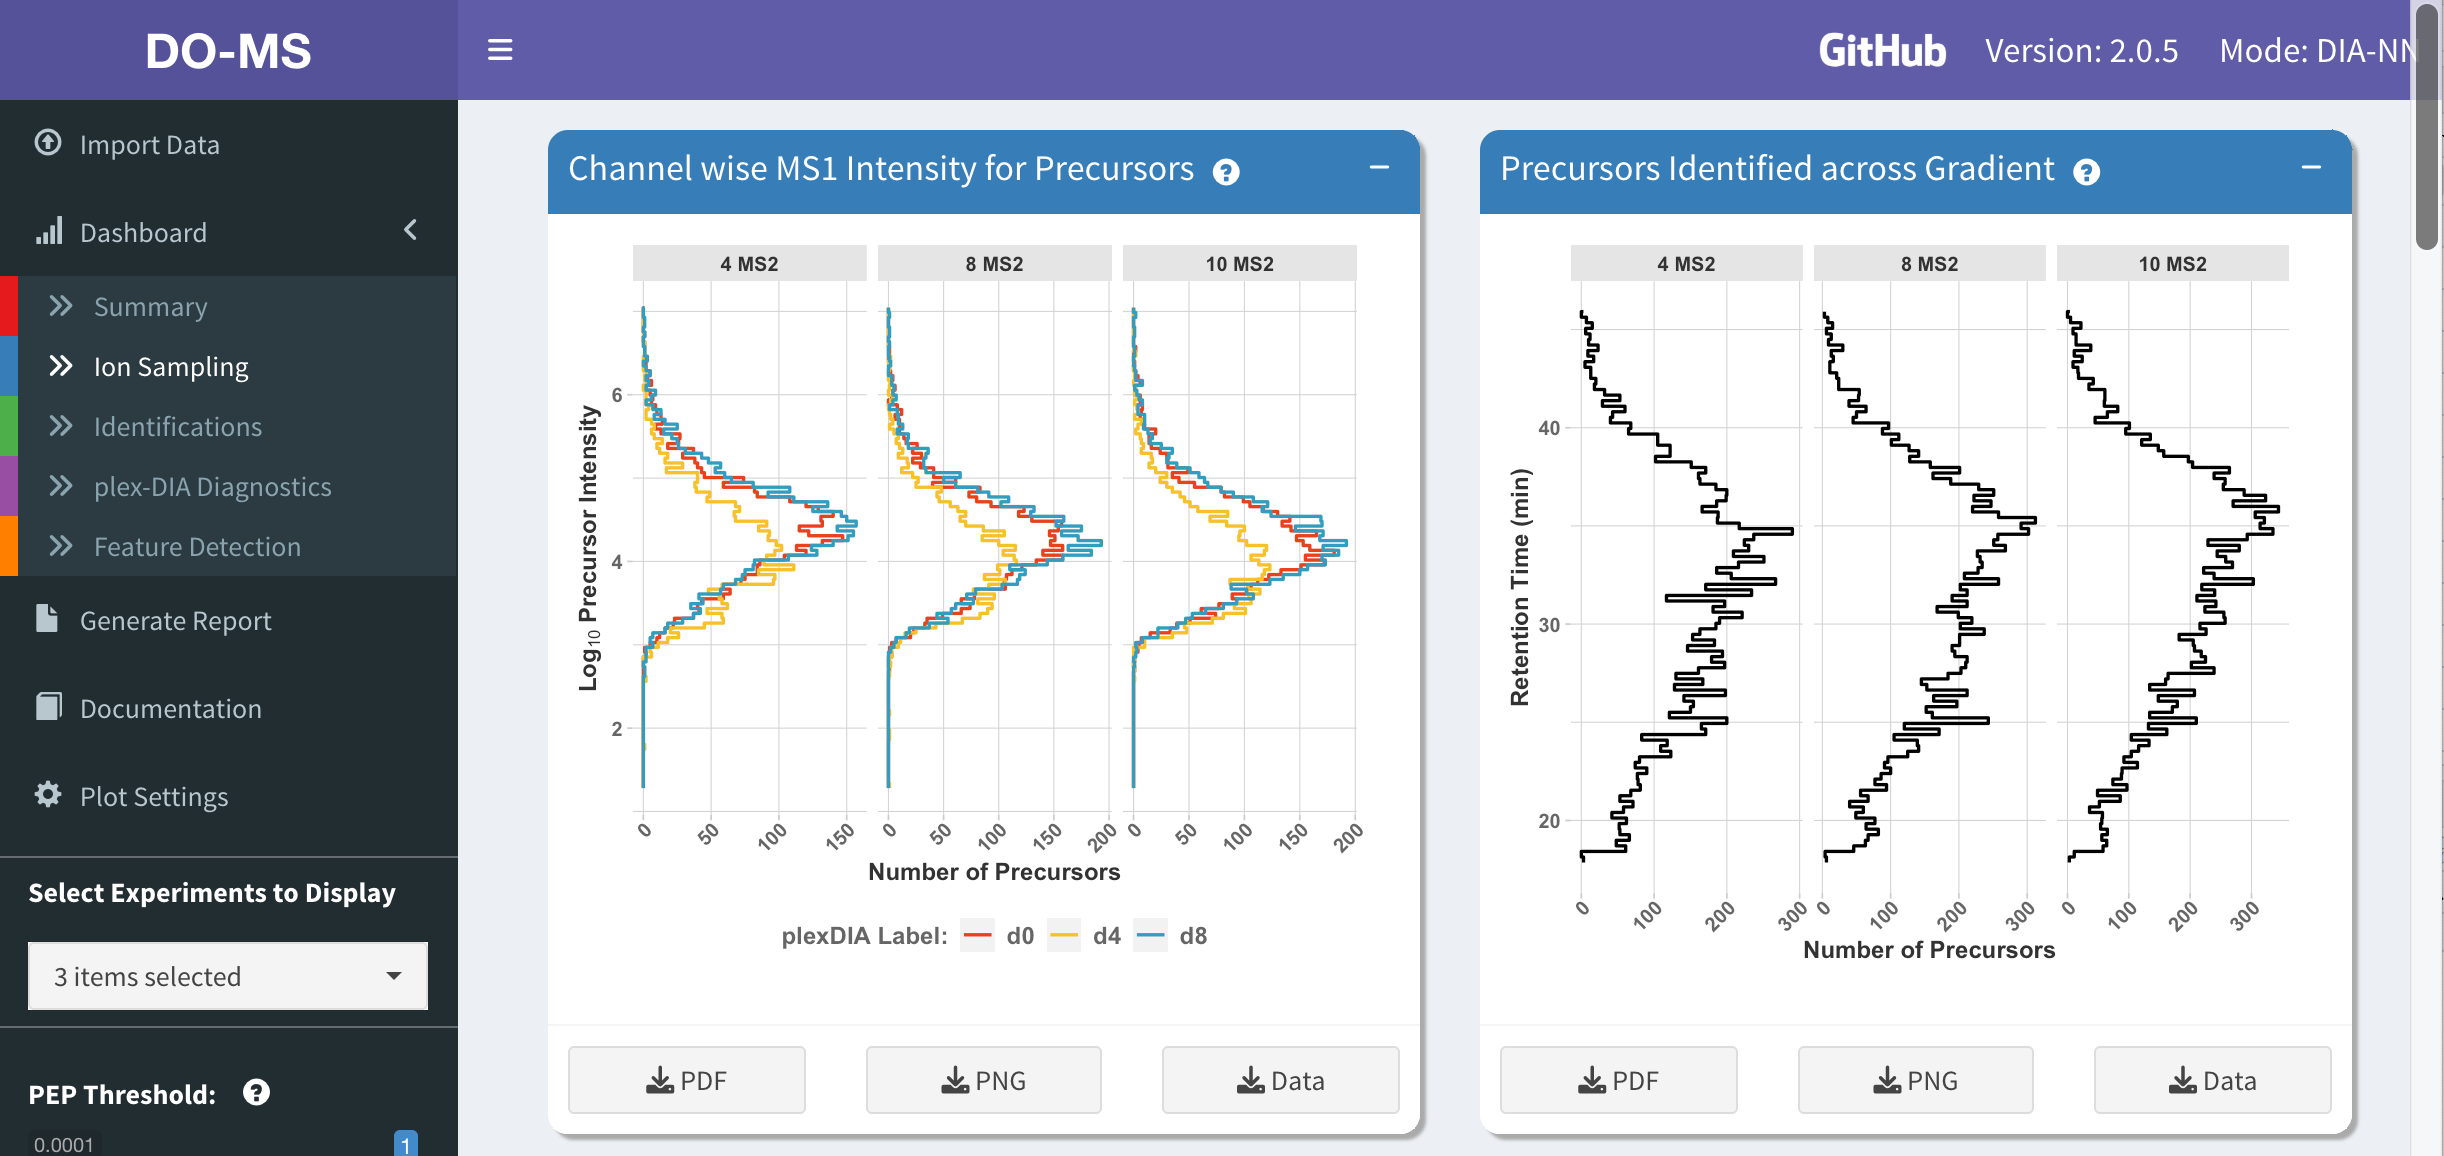 DO-MS
GitHub Version: 2.0.5 Mode: DIA-NN
Import Data
Dashboard
Summary
Ion Sampling
Identifications
plex-DIA Diagnostics
Feature Detection
Generate Report
Documentation
Plot Settings
Select Experiments to Display
3 items selected
PEP Threshold: ?
0.0001 1
Channel wise MS1 Intensity for Precursors ?
4 MS2 8 MS2 10 MS2
Log10 Precursor Intensity
6
4
2
0 50 100 150 0 50 100 150 200 0 50 100 150 200
Number of Precursors
plexDIA Label: d0 d4 d8
PDF PNG Data
Precursors Identified across Gradient ?
4 MS2 8 MS2 10 MS2
Retention Time (min)
40
30
20
0 100 200 300 0 100 200 300 0 100 200 300
Number of Precursors
PDF PNG Data